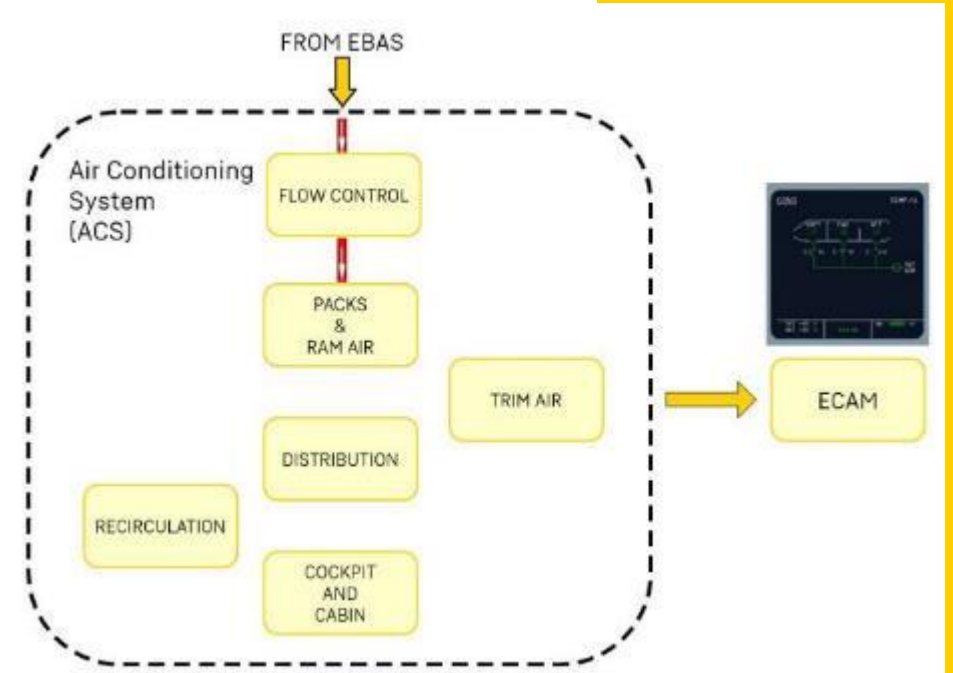 FROM EBAS
Air Conditioning
System
(ACS)
FLOW CONTROL
PACKS
&
RAM AIR
TRIM AIR
ECAM
DISTRIBUTION
RECIRCULATION
COCKPIT
AND
CABIN